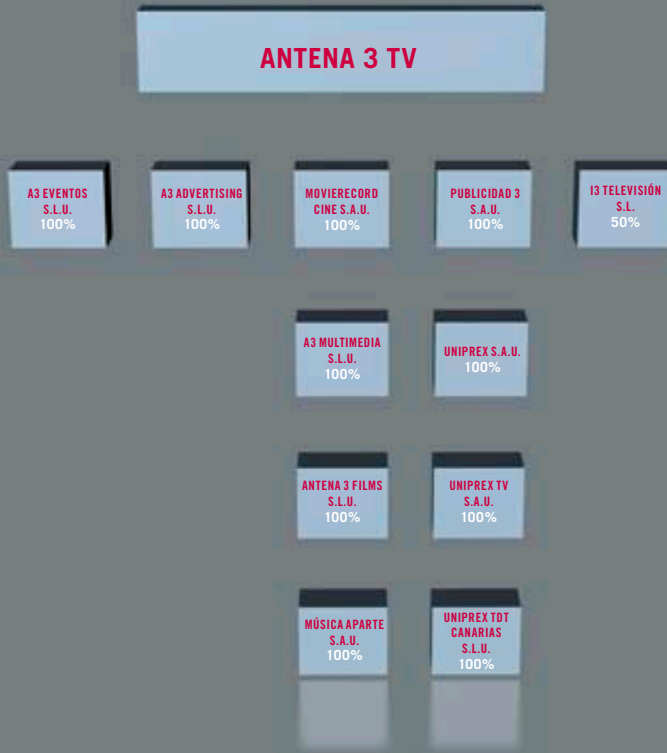 ANTENA 3 TV
A3 EVENTOS
S.L.U.
100%
A3 ADVERTISING
S.L.U.
100%
MOVIERECORD
CINE S.A.U.
100%
PUBLICIDAD 3
S.A.U.
100%
I3 TELEVISIÓN
S.L.
50%
A3 MULTIMEDIA
S.L.U.
100%
UNIPREX S.A.U.
100%
ANTENA 3 FILMS
S.L.U.
100%
UNIPREX TV
S.A.U.
100%
MÚSICA APARTE
S.A.U.
100%
UNIPREX TDT
CANARIAS
S.L.U.
100%